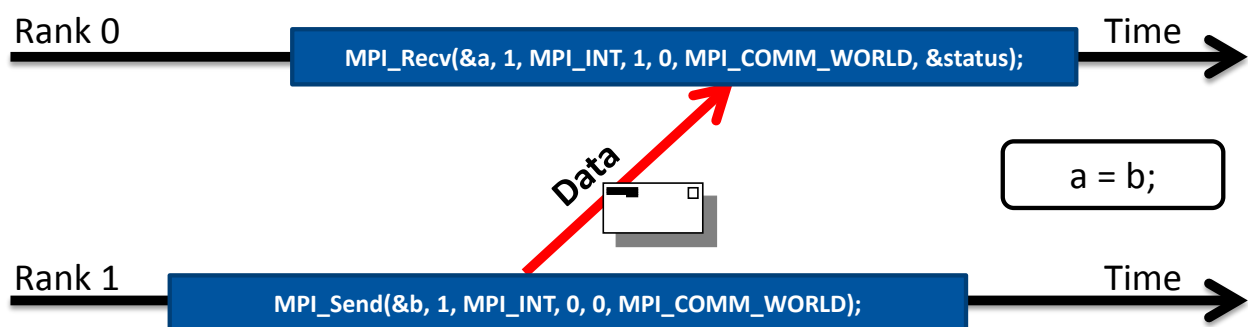 Rank 0
Time
MPI_Recv(&a, 1, MPI_INT, 1, 0, MPI_COMM_WORLD, &status);
Data
a = b;
Rank 1
Time
MPI_Send(&b, 1, MPI_INT, 0, 0, MPI_COMM_WORLD);